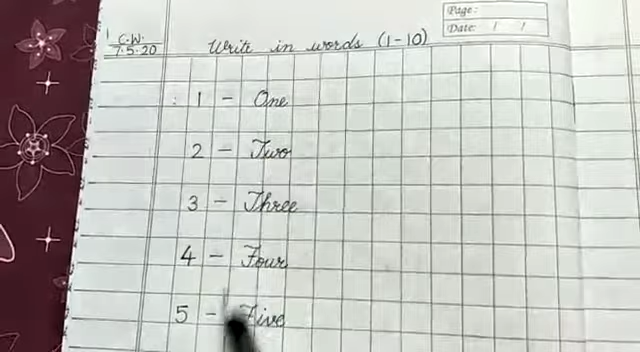 Page:
Date: / /
C.W.
7.5.20
Write in words (1-10)
1 - One
2 - Two
3 - Three
4 - Four
5 - Five